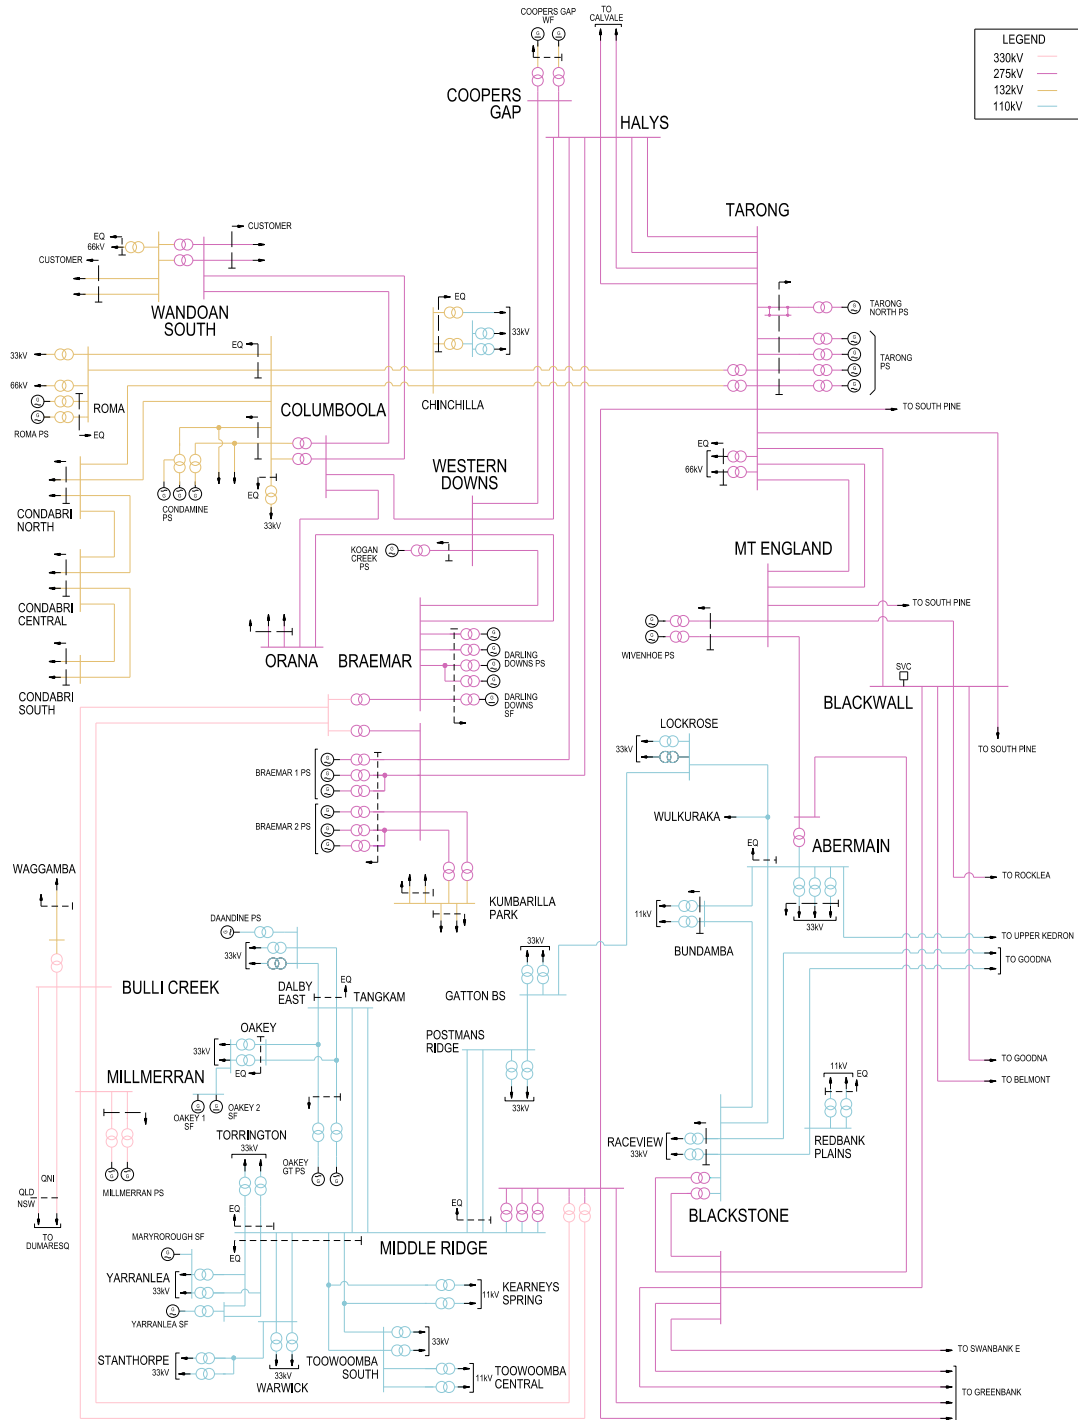 COOPERS GAP
WF
TO
CALVALE
LEGEND
330kV
275kV
132kV
110kV
COOPERS
GAP
HALYS
TARONG
CUSTOMER
EQ
66kV
CUSTOMER
WANDOAN
SOUTH
EQ
33kV
TARONG
NORTH PS
TARONG
PS
EQ
33kV
66kV
ROMA
ROMA PS
EQ
COLUMBOOLA
CHINCHILLA
TO SOUTH PINE
WESTERN
DOWNS
EQ
66kV
CONDABRI
NORTH
CONDAMINE
PS
EQ
33kV
KOGAN
CREEK
PS
MT ENGLAND
CONDABRI
CENTRAL
TO SOUTH PINE
WIVENHOE PS
ORANA
BRAEMAR
DARLING
DOWNS PS
SVC
BLACKWALL
CONDABRI
SOUTH
DARLING
DOWNS
SF
LOCKROSE
33kV
TO SOUTH PINE
BRAEMAR 1 PS
BRAEMAR 2 PS
WULKURAKA
EQ
ABERMAIN
WAGGAMBA
TO ROCKLEA
KUMBARILLA
PARK
11kV
33kV
DAANDINE PS
33kV
33kV
BUNDAMBA
TO UPPER KEDRON
TO GOODNA
BULLI CREEK
DALBY
EAST
EQ
TANGKAM
GATTON BS
OAKEY
33kV
EQ
POSTMANS
RIDGE
TO GOODNA
MILLMERRAN
11kV
EQ
TO BELMONT
OAKEY 1
SF
OAKEY 2
SF
33kV
TORRINGTON
33kV
RACEVIEW
33kV
REDBANK
PLAINS
OAKEY
GT PS
MILLMERRAN PS
QLD
QNI
NSW
EQ
EQ
BLACKSTONE
TO
DUMARESQ
MARYROROUGH SF
EQ
MIDDLE RIDGE
YARRANLEA
33kV
11kV
KEARNEYS
SPRING
YARRANLEA SF
33kV
STANTHORPE
33kV
33kV
WARWICK
TOOWOOMBA
SOUTH
11kV
TOOWOOMBA
CENTRAL
TO SWANBANK E
TO GREENBANK